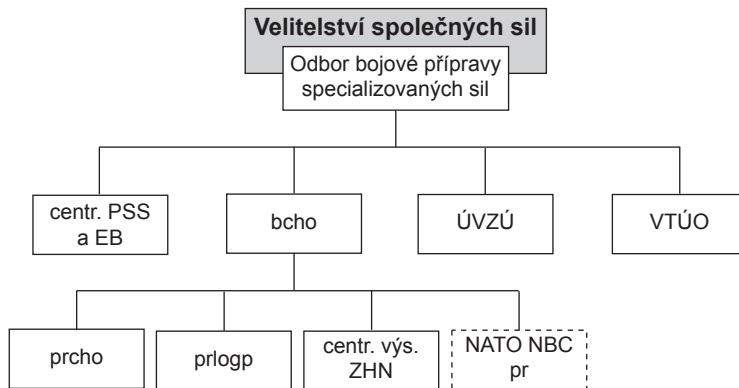 Velitelství společných sil
Odbor bojové přípravy
specializovaných sil
centr. PSS
a EB
bcho
ÚVZÚ
VTÚO
prcho
prlogp
centr. výs.
ZHN
NATO NBC
pr